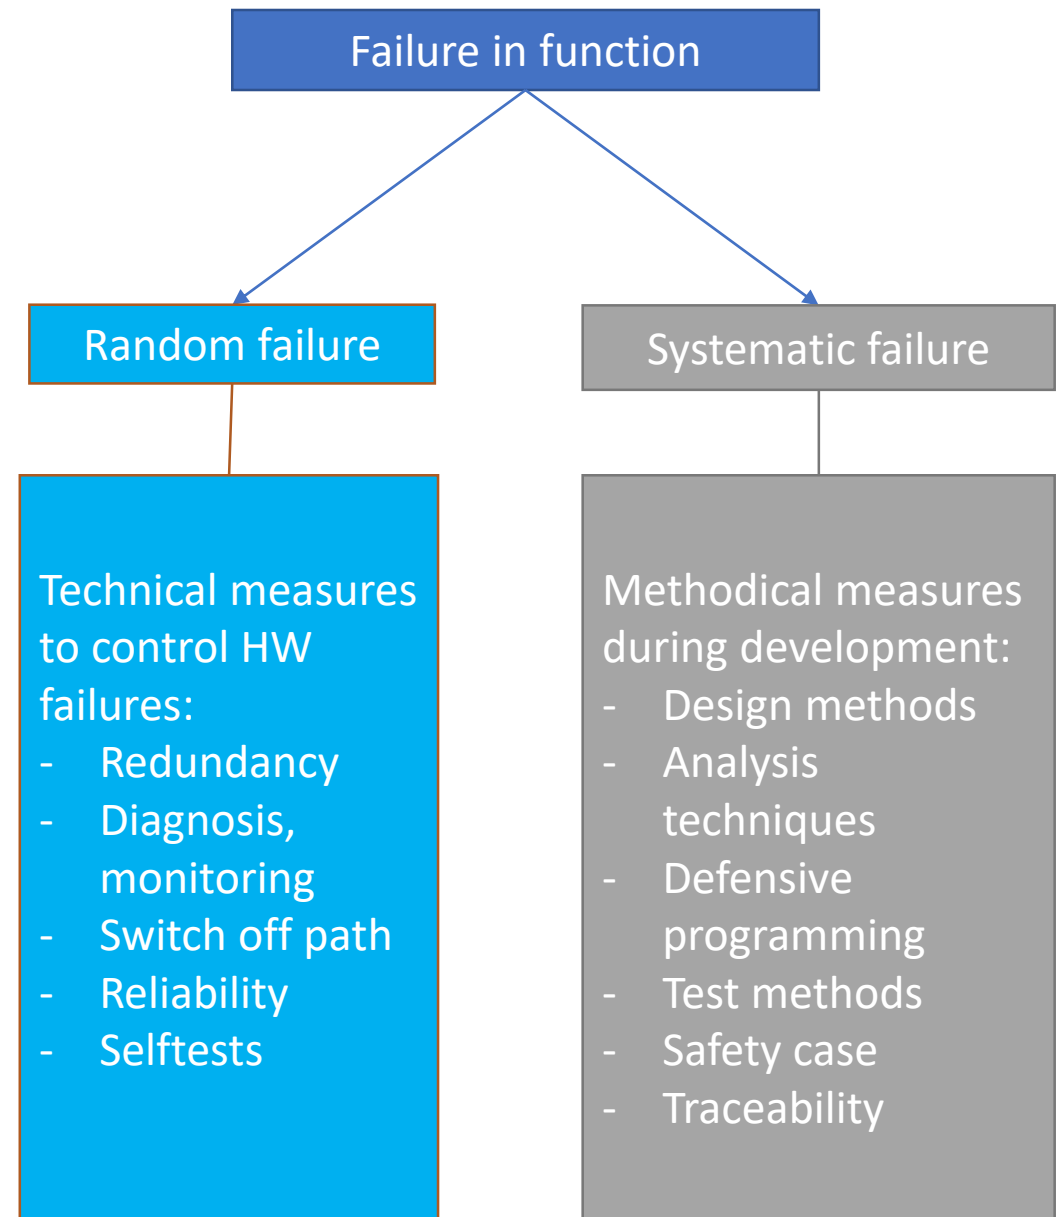 Failure in function
Random failure
Systematic failure
Technical measures
to control HW
failures:
- Redundancy
- Diagnosis,
monitoring
- Switch off path
- Reliability
- Selftests
Methodical measures
during development:
- Design methods
- Analysis
techniques
- Defensive
programming
- Test methods
- Safety case
- Traceability